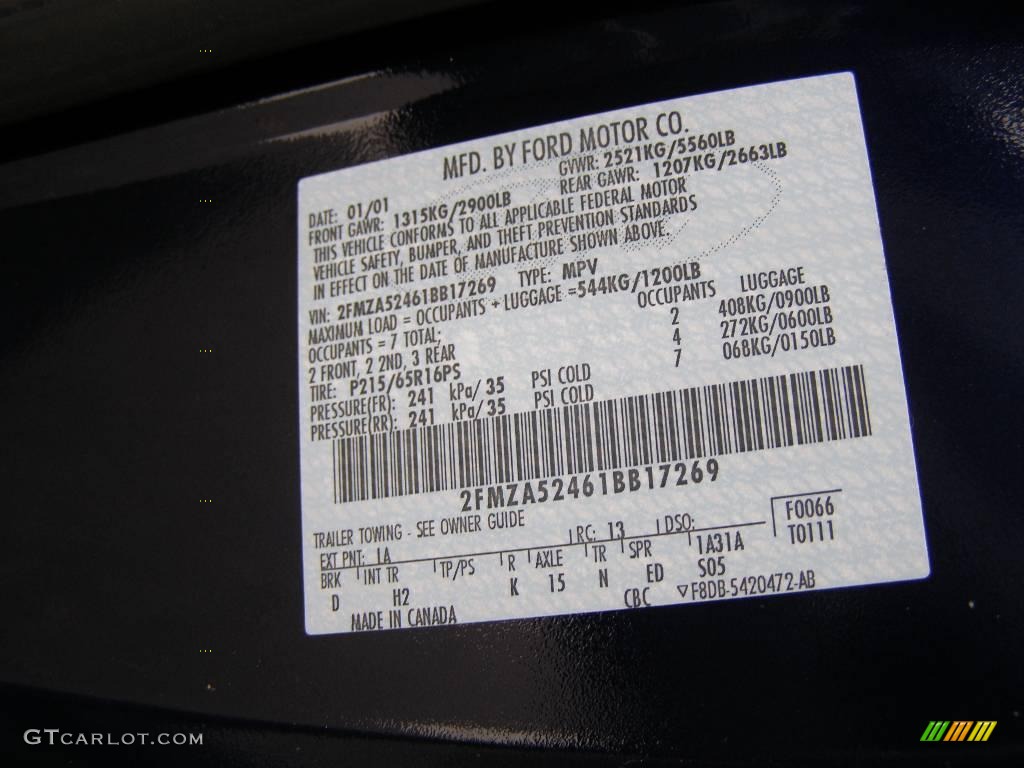 MFD. BY FORD MOTOR CO.
DATE: 01/01 GVWR: 2521KG/5560LB
FRONT GAWR: 1315KG/2900LB REAR GAWR: 1207KG/2663LB
THIS VEHICLE CONFORMS TO ALL APPLICABLE FEDERAL MOTOR
VEHICLE SAFETY, BUMPER, AND THEFT PREVENTION STANDARDS
IN EFFECT ON THE DATE OF MANUFACTURE SHOWN ABOVE.
VIN: 2FMZA52461BB17269 TYPE: MPV
MAXIMUM LOAD = OCCUPANTS + LUGGAGE =544KG/1200LB
OCCUPANTS = 7 TOTAL; OCCUPANTS LUGGAGE
2 FRONT, 2 2ND, 3 REAR 2 408KG/0900LB
4 272KG/0600LB
7 068KG/0150LB
TIRE: P215/65R16PS
PRESSURE(FR): 241 kPa/ 35 PSI COLD
PRESSURE(RR): 241 kPa/ 35 PSI COLD
2FMZA52461BB17269
TRAILER TOWING - SEE OWNER GUIDE
EXT PNT: LA RC: 13 DSO: F0066
BRK INT TR TP/PS R AXLE TR SPR 1A31A T0111
D H2 K 15 N ED S05
MADE IN CANADA CBC ▽F8DB-5420472-AB
GTCARLOT.COM